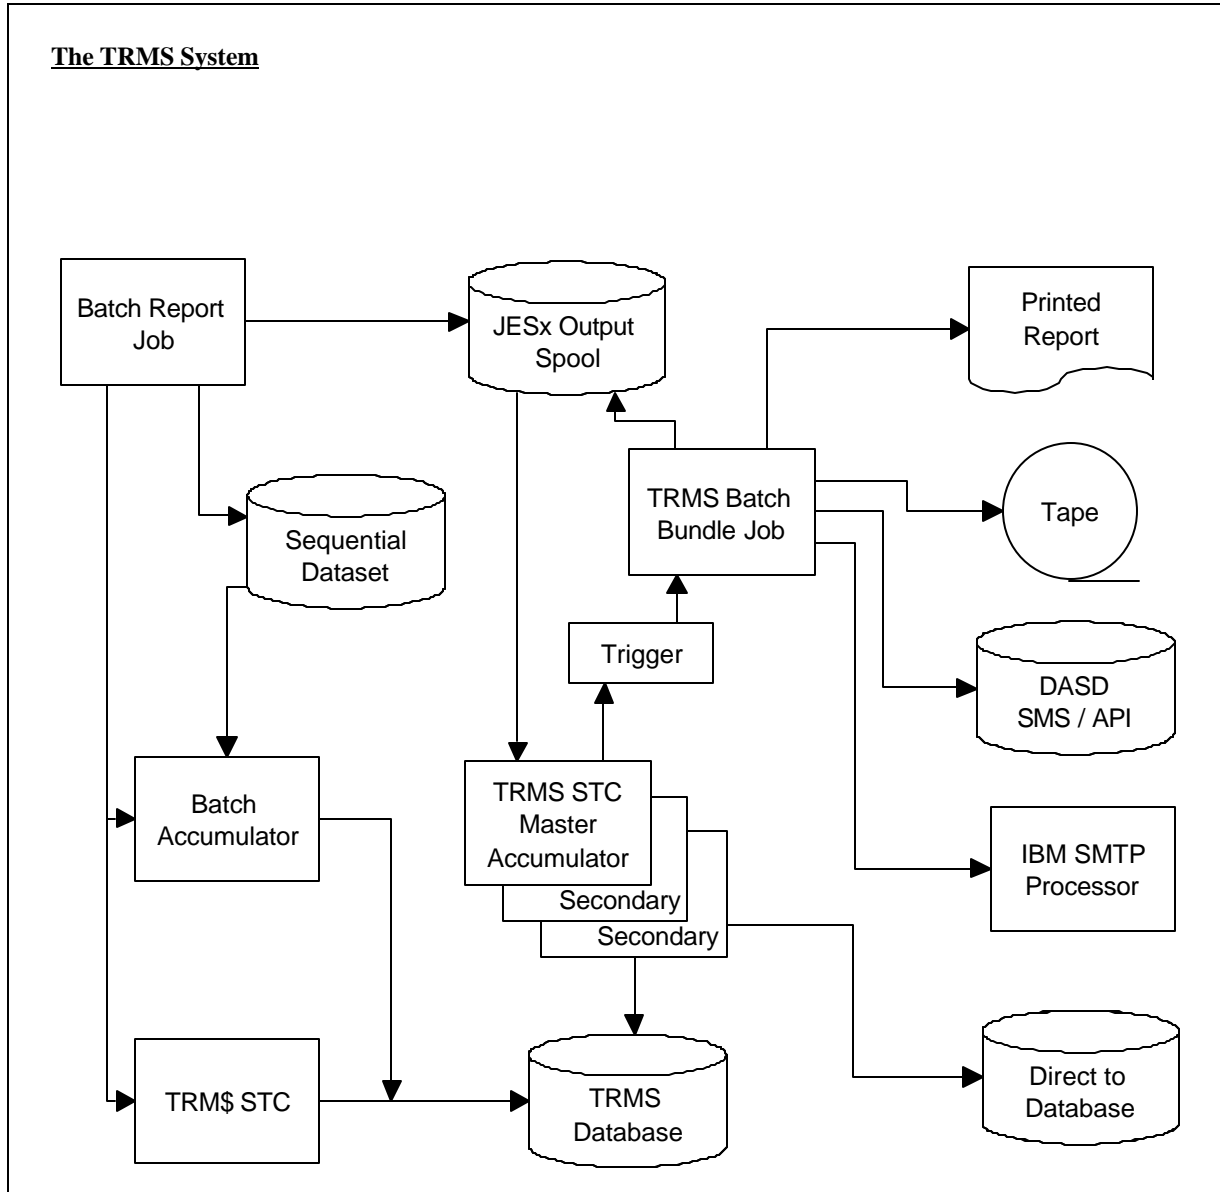 The TRMS System
Batch Report
Job
JESx Output
Spool
Printed
Report
TRMS Batch
Bundle Job
Tape
Sequential
Dataset
Trigger
DASD
SMS / API
Batch
Accumulator
TRMS STC
Master
Accumulator
Secondary
Secondary
IBM SMTP
Processor
TRM$ STC
TRMS
Database
Direct to
Database